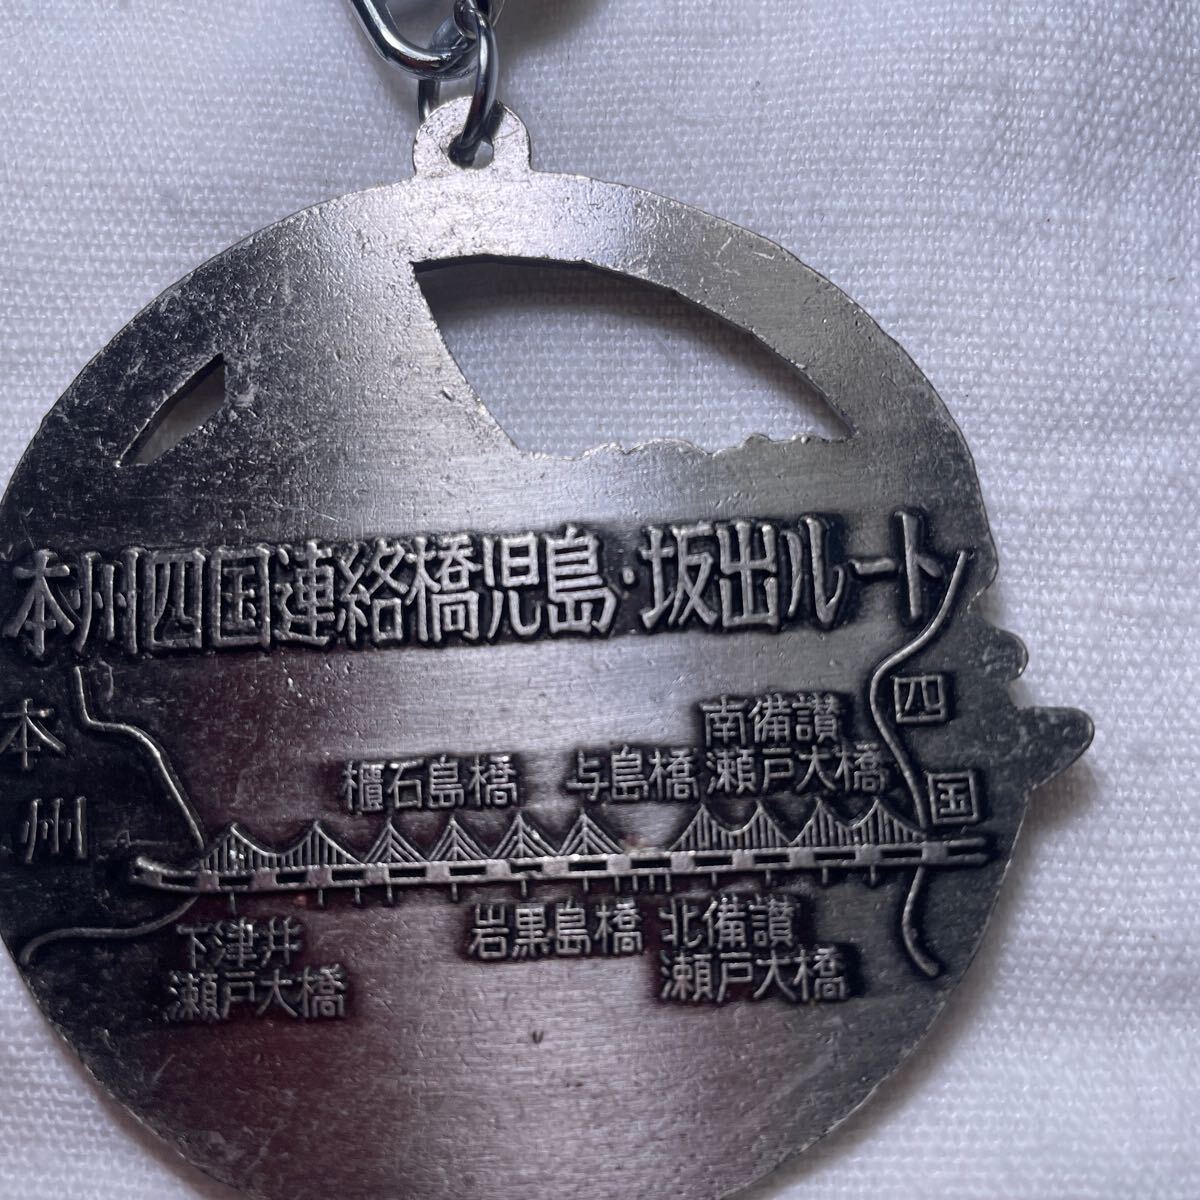 本州四国連絡橋児島・坂出ルート
本州
四国
櫃石島橋
与島橋
南備讃
瀬戸大橋
下津井
瀬戸大橋
岩黒島橋
北備讃
瀬戸大橋